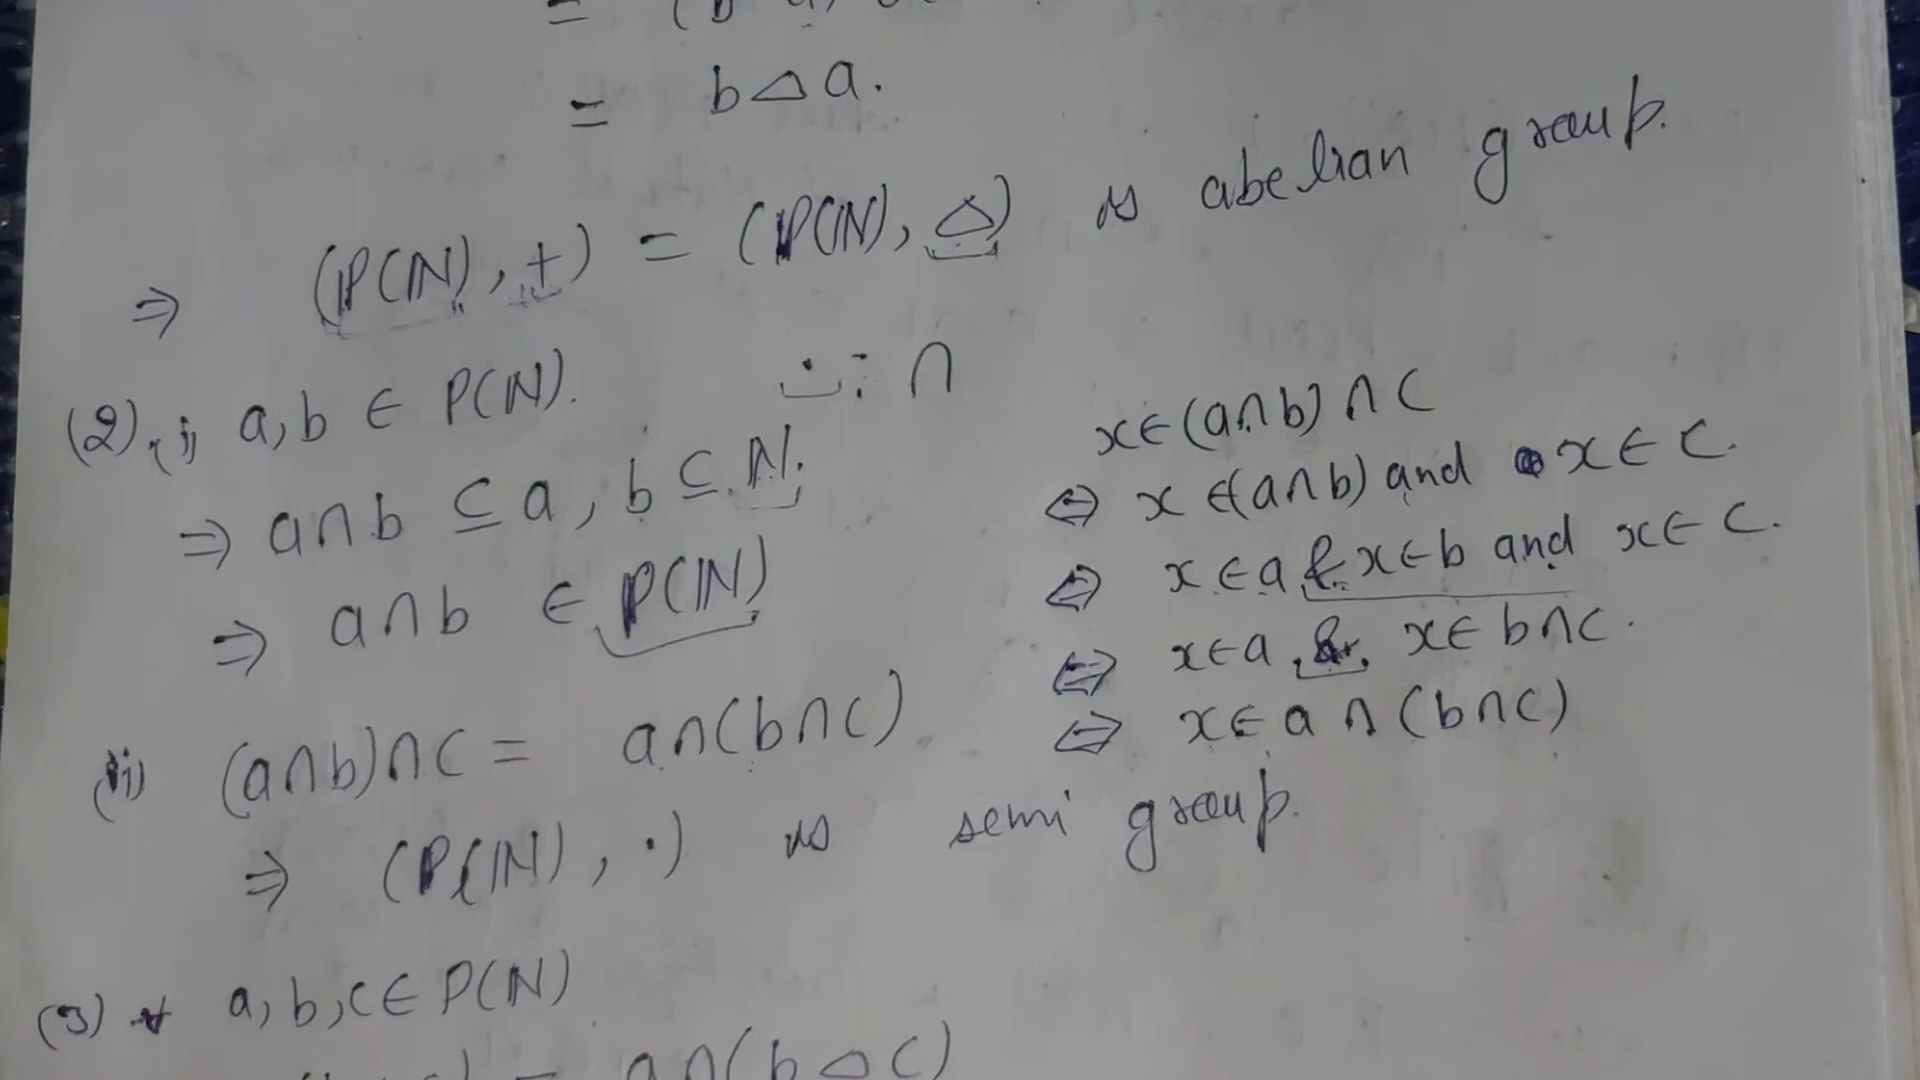 = (b
= b△a.
⇒ (P(ℕ), +) = (P(ℕ), △) is abelian group.
(2) (i) a, b ∈ P(ℕ). · : ∩
⇒ a∩b ⊆ a, b ⊆ ℕ.
⇒ a∩b ∈ P(ℕ)
x∈(a∩b)∩c
⇔ x∈(a∩b) and x∈c.
⇔ x∈a & x∈b and x∈c.
⇔ x∈a & x∈b∩c.
⇔ x∈a∩(b∩c)
(ii) (a∩b)∩c = a∩(b∩c)
⇒ (P(ℕ), ·) is semi group.
(3) ∀ a, b, c ∈ P(ℕ)
= a∩(b△c)